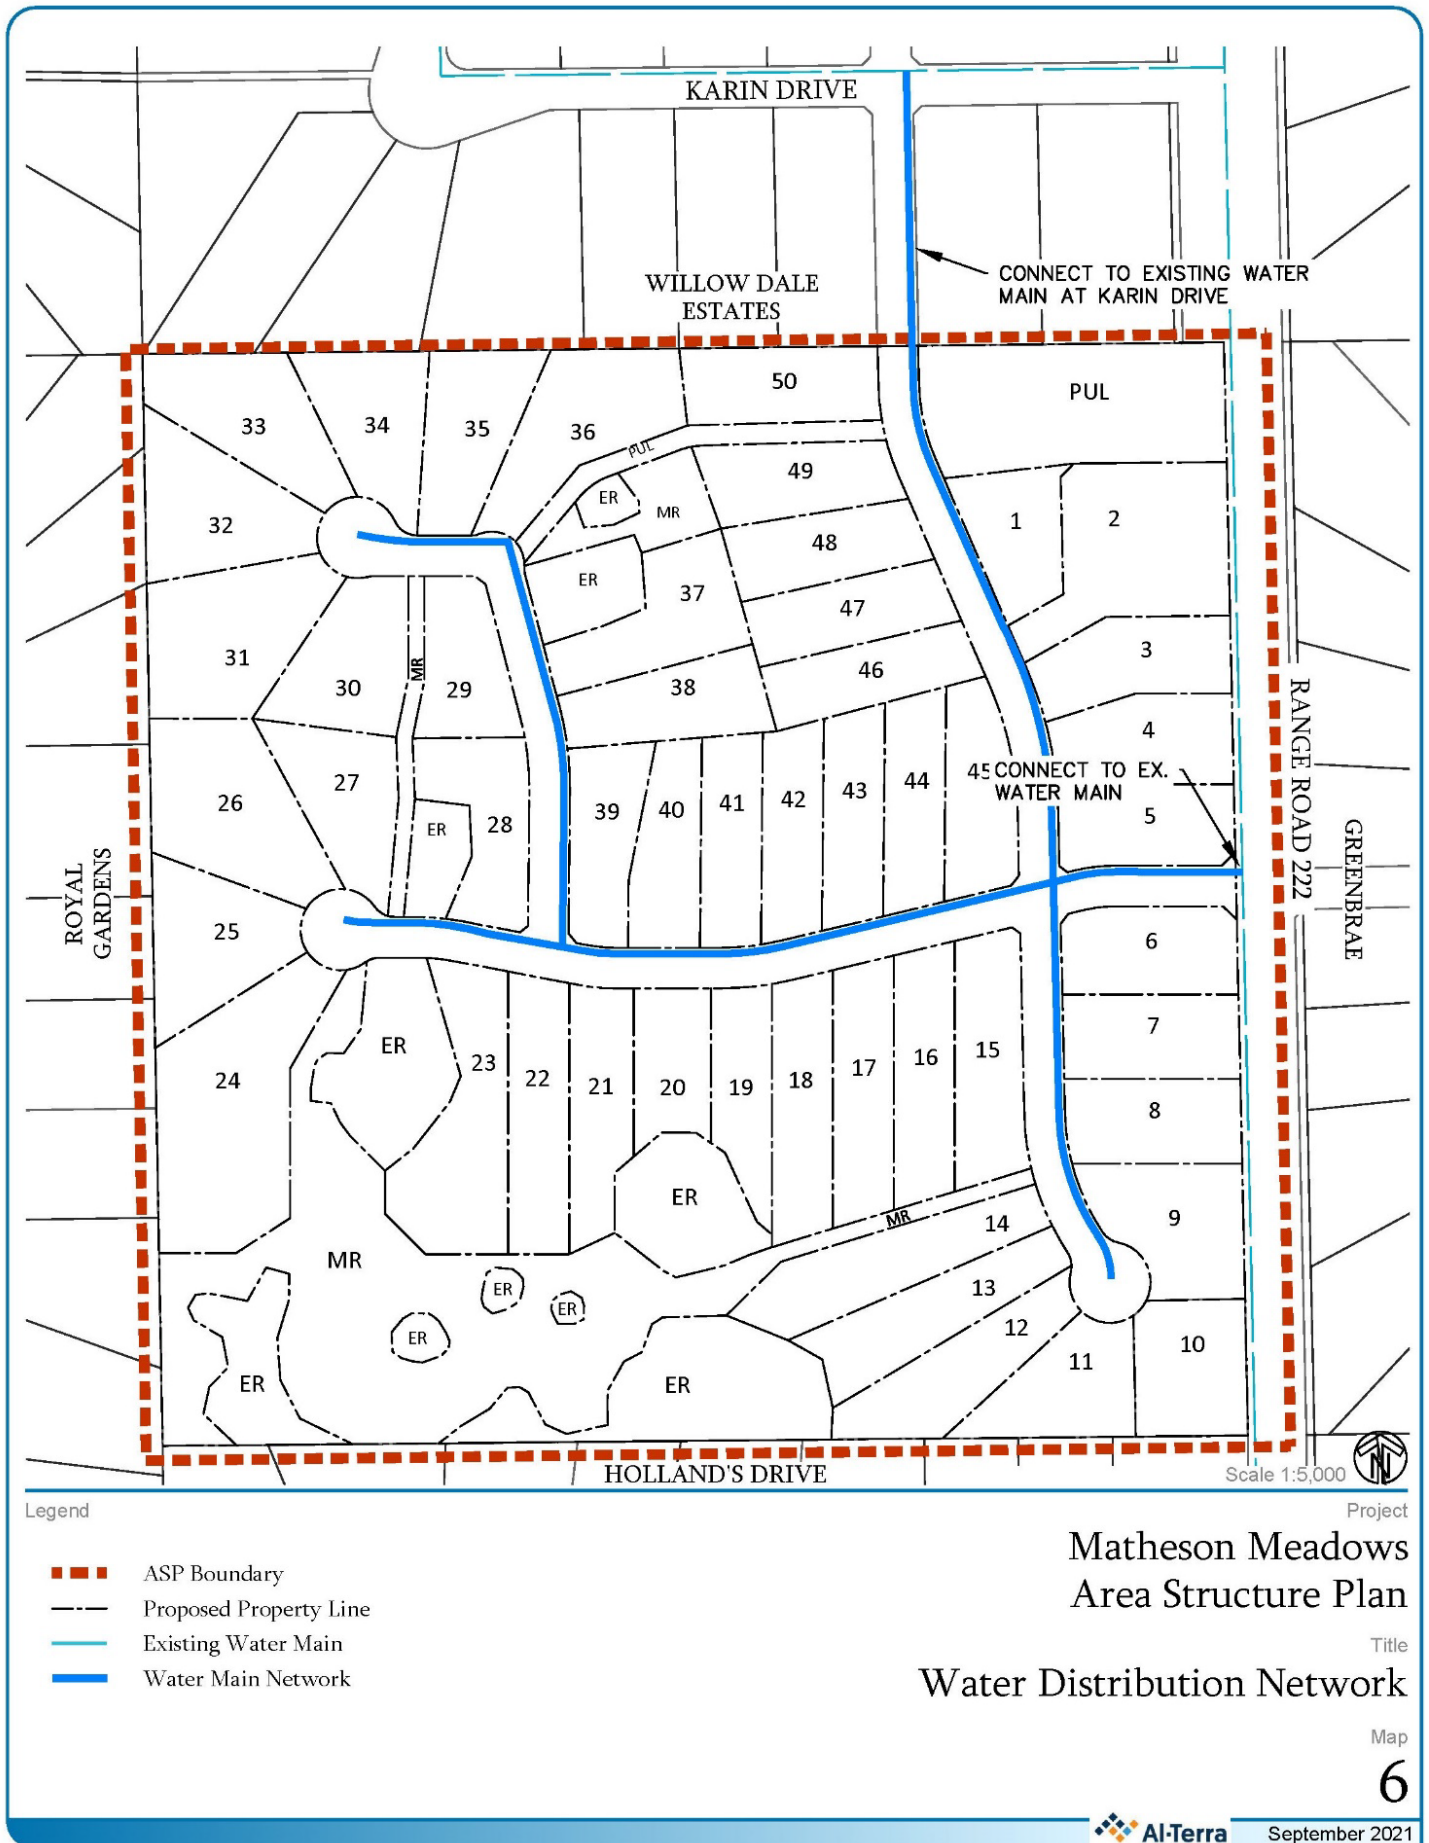 KARIN DRIVE
CONNECT TO EXISTING WATER
MAIN AT KARIN DRIVE
WILLOW DALE
ESTATES
50
PUL
33
34
35
36
PUL
49
ER
MR
32
1
2
48
ER
37
47
31
3
MR
30
29
38
46
4
RANGE ROAD 222
45
CONNECT TO EX.
WATER MAIN
44
43
42
41
40
39
27
26
28
ER
5
ROYAL
GARDENS
GREENBRAE
25
6
ER
23
22
21
20
19
18
17
16
15
7
24
8
ER
MR
14
9
MR
13
ER
ER
ER
12
10
11
ER
ER
HOLLAND'S DRIVE
Scale 1:5,000
N
Legend
ASP Boundary
Proposed Property Line
Existing Water Main
Water Main Network
Project
Matheson Meadows
Area Structure Plan
Title
Water Distribution Network
Map
6
Al-Terra
September 2021